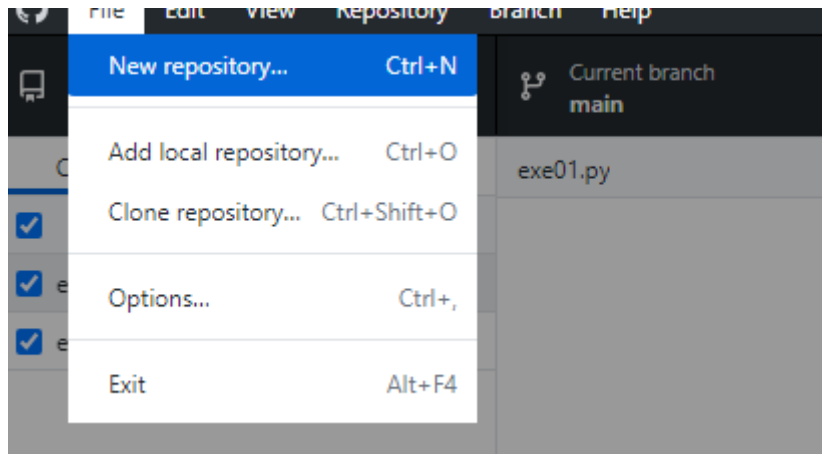 File Edit View Repository Branch Help
New repository... Ctrl+N
Current branch
main
Add local repository... Ctrl+O
exe01.py
Clone repository... Ctrl+Shift+O
Options... Ctrl+,
Exit Alt+F4